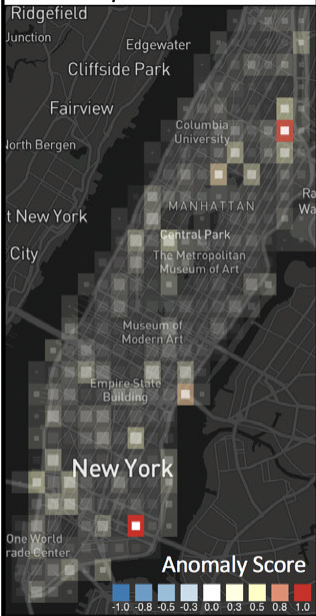 Ridgefield
Junction
Edgewater
Cliffside Park
Fairview
Columbia
University
North Bergen
MANHATTAN
t New York
Central Park
City
The Metropolitan
Museum of Art
Museum of
Modern Art
Empire State
Building
New York
One World
rade Center
Anomaly Score
-1.0 -0.8 -0.5 -0.3 0.0 0.3 0.5 0.8 1.0